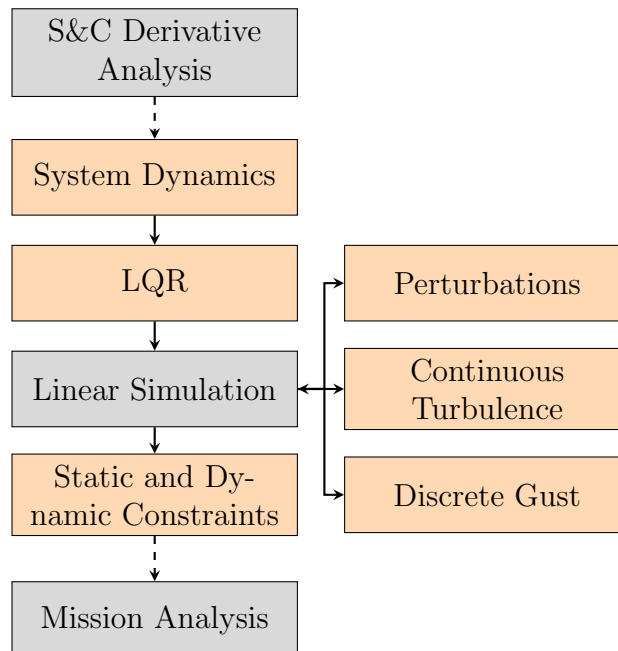 S&C Derivative
Analysis
System Dynamics
LQR
Perturbations
Linear Simulation
Continuous
Turbulence
Static and Dy-
namic Constraints
Discrete Gust
Mission Analysis